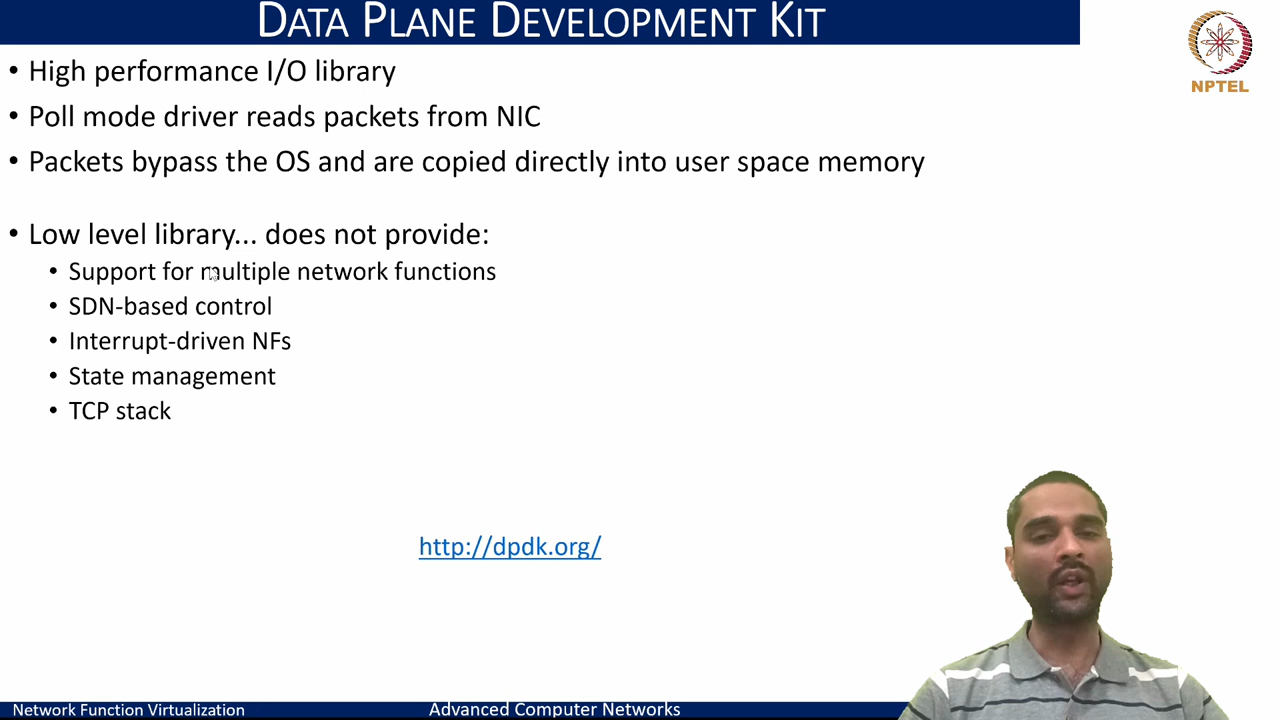 DATA PLANE DEVELOPMENT KIT
NPTEL
• High performance I/O library
• Poll mode driver reads packets from NIC
• Packets bypass the OS and are copied directly into user space memory
• Low level library... does not provide:
• Support for multiple network functions
• SDN-based control
• Interrupt-driven NFs
• State management
• TCP stack
http://dpdk.org/
Network Function Virtualization
Advanced Computer Networks